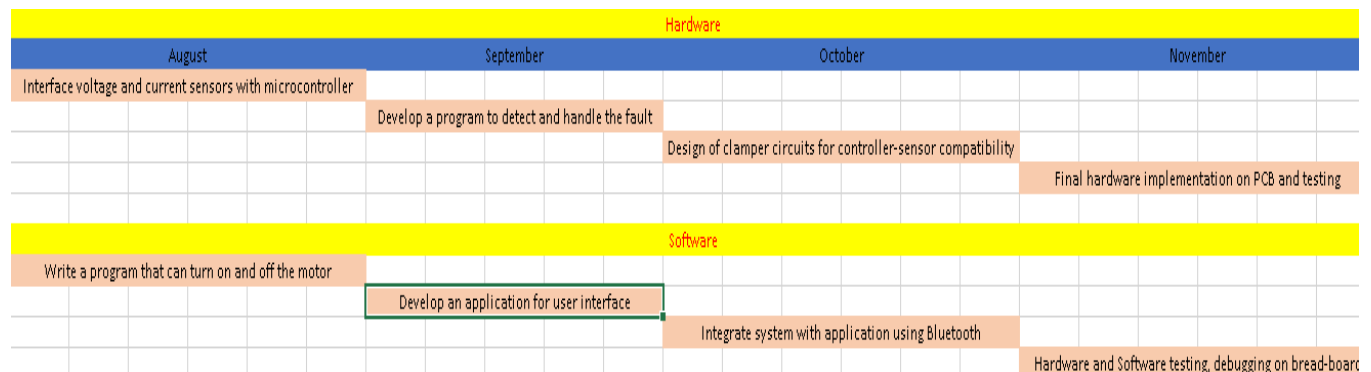 Hardware
August September October November
Interface voltage and current sensors with microcontroller
Develop a program to detect and handle the fault
Design of clamper circuits for controller-sensor compatibility
Final hardware implementation on PCB and testing
Software
Write a program that can turn on and off the motor
Develop an application for user interface
Integrate system with application using Bluetooth
Hardware and Software testing, debugging on bread-board